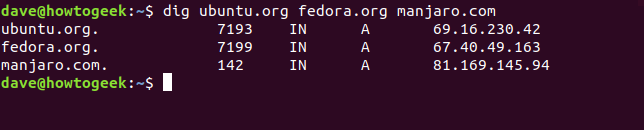 dave@howtogeek:~$ dig ubuntu.org fedora.org manjaro.com
ubuntu.org. 7193 IN A 69.16.230.42
fedora.org. 7199 IN A 67.40.49.163
manjaro.com. 142 IN A 81.169.145.94
dave@howtogeek:~$